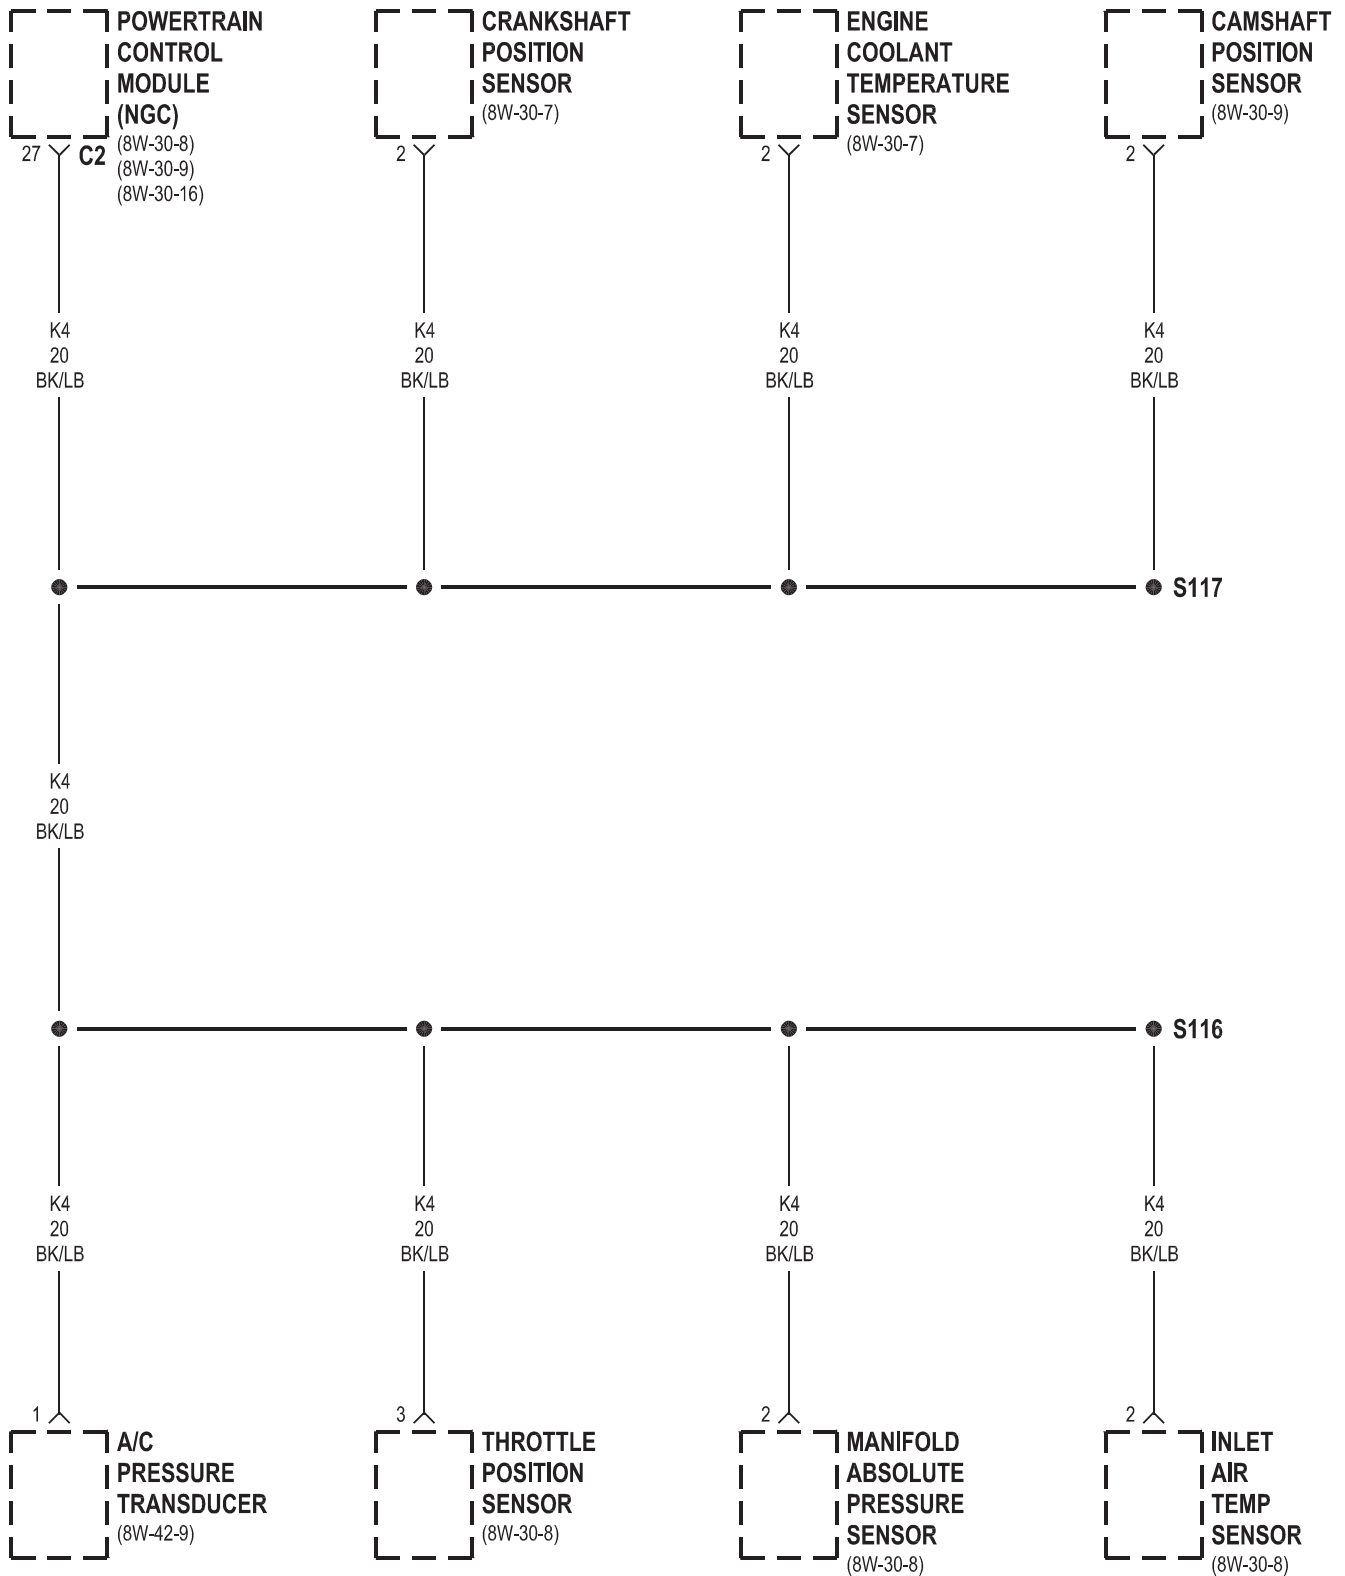 POWERTRAIN
CONTROL
MODULE
(NGC)
(8W-30-8)
(8W-30-9)
(8W-30-16)
27
C2
CRANKSHAFT
POSITION
SENSOR
(8W-30-7)
2
ENGINE
COOLANT
TEMPERATURE
SENSOR
(8W-30-7)
2
CAMSHAFT
POSITION
SENSOR
(8W-30-9)
2
K4
20
BK/LB
K4
20
BK/LB
K4
20
BK/LB
K4
20
BK/LB
S117
K4
20
BK/LB
S116
K4
20
BK/LB
K4
20
BK/LB
K4
20
BK/LB
K4
20
BK/LB
1
A/C
PRESSURE
TRANSDUCER
(8W-42-9)
3
THROTTLE
POSITION
SENSOR
(8W-30-8)
2
MANIFOLD
ABSOLUTE
PRESSURE
SENSOR
(8W-30-8)
2
INLET
AIR
TEMP
SENSOR
(8W-30-8)